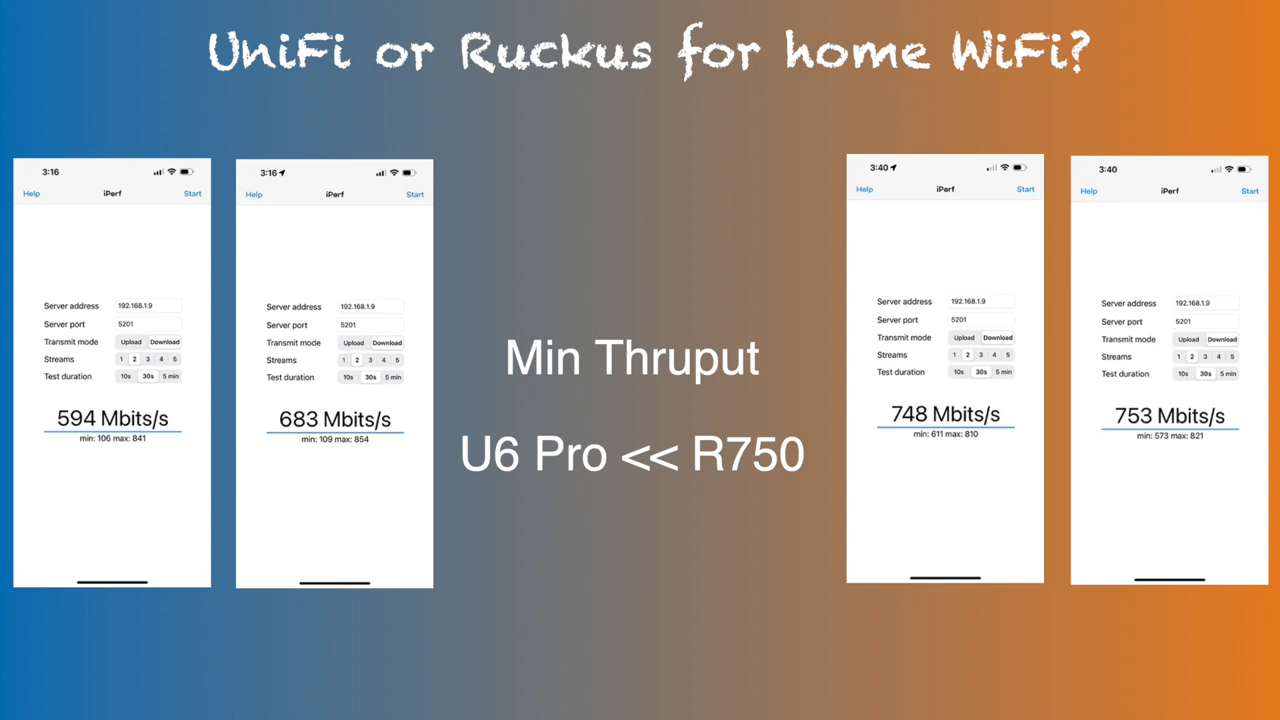 UniFi or Ruckus for home WiFi?
3:16
Help iPerf Start
Server address 192.168.1.9
Server port 5201
Transmit mode Upload Download
Streams 1 2 3 4 5
Test duration 10s 30s 5 min
594 Mbits/s
min: 106 max: 841
3:16
Help iPerf Start
Server address 192.168.1.9
Server port 5201
Transmit mode Upload Download
Streams 1 2 3 4 5
Test duration 10s 30s 5 min
683 Mbits/s
min: 109 max: 854
Min Thruput
U6 Pro << R750
3:40
Help iPerf Start
Server address 192.168.1.9
Server port 5201
Transmit mode Upload Download
Streams 1 2 3 4 5
Test duration 10s 30s 5 min
748 Mbits/s
min: 611 max: 810
3:40
Help iPerf Start
Server address 192.168.1.9
Server port 5201
Transmit mode Upload Download
Streams 1 2 3 4 5
Test duration 10s 30s 5 min
753 Mbits/s
min: 573 max: 821